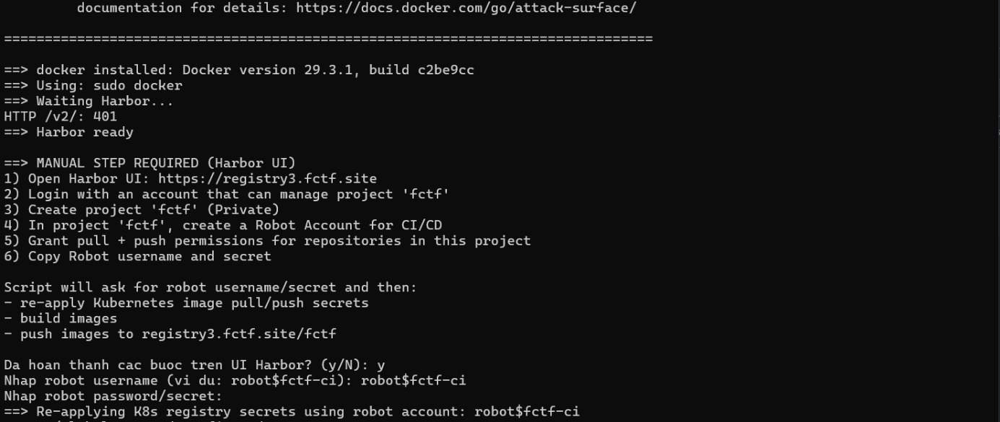 documentation for details: https://docs.docker.com/go/attack-surface/
================================================================================
==> docker installed: Docker version 29.3.1, build c2be9cc
==> Using: sudo docker
==> Waiting Harbor...
HTTP /v2/: 401
==> Harbor ready
==> MANUAL STEP REQUIRED (Harbor UI)
1) Open Harbor UI: https://registry3.fctf.site
2) Login with an account that can manage project 'fctf'
3) Create project 'fctf' (Private)
4) In project 'fctf', create a Robot Account for CI/CD
5) Grant pull + push permissions for repositories in this project
6) Copy Robot username and secret
Script will ask for robot username/secret and then:
- re-apply Kubernetes image pull/push secrets
- build images
- push images to registry3.fctf.site/fctf
Da hoan thanh cac buoc tren UI Harbor? (y/N): y
Nhap robot username (vi du: robot$fctf-ci): robot$fctf-ci
Nhap robot password/secret:
==> Re-applying K8s registry secrets using robot account: robot$fctf-ci